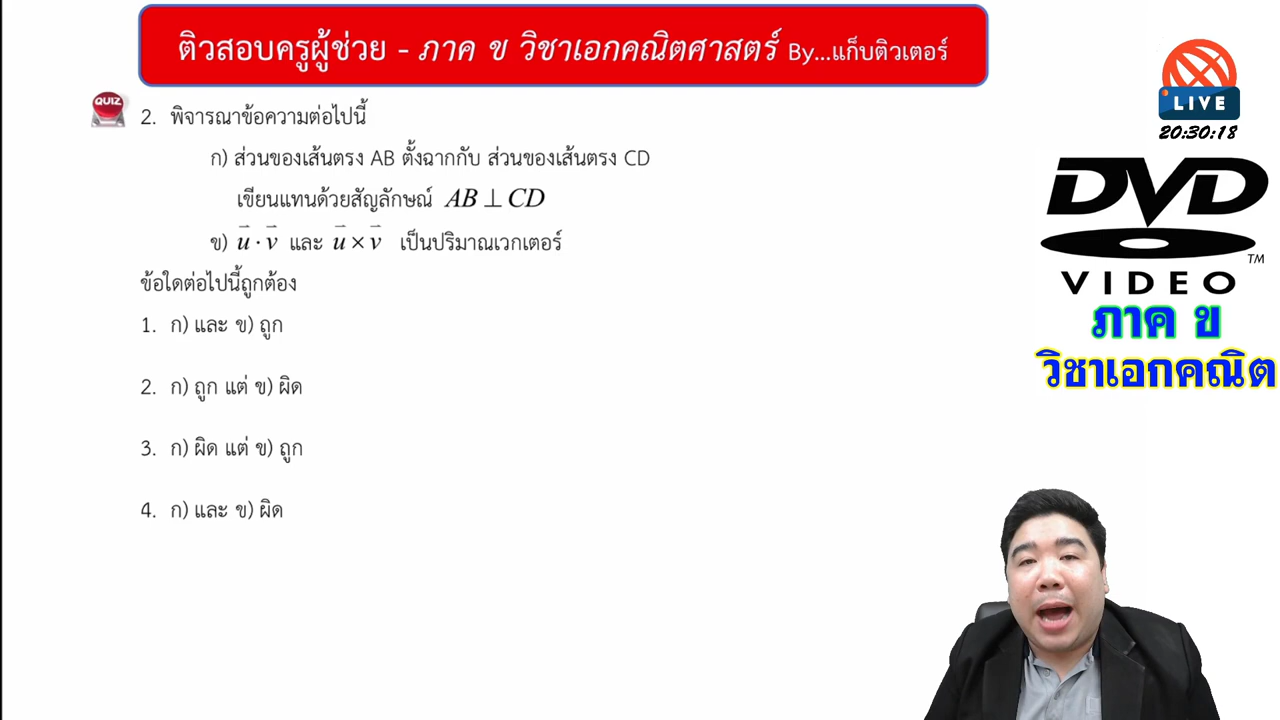 ติวสอบครูผู้ช่วย - ภาค ข วิชาเอกคณิตศาสตร์ By...แก็บติวเตอร์
LIVE
20:30:18
QUIZ
2. พิจารณาข้อความต่อไปนี้
ก) ส่วนของเส้นตรง AB ตั้งฉากกับ ส่วนของเส้นตรง CD
เขียนแทนด้วยสัญลักษณ์ AB ⊥ CD
ข) u⃗ · v⃗ และ u⃗ × v⃗ เป็นปริมาณเวกเตอร์
ข้อใดต่อไปนี้ถูกต้อง
1. ก) และ ข) ถูก
2. ก) ถูก แต่ ข) ผิด
3. ก) ผิด แต่ ข) ถูก
4. ก) และ ข) ผิด
DVD
TM
VIDEO
ภาค ข
วิชาเอกคณิต